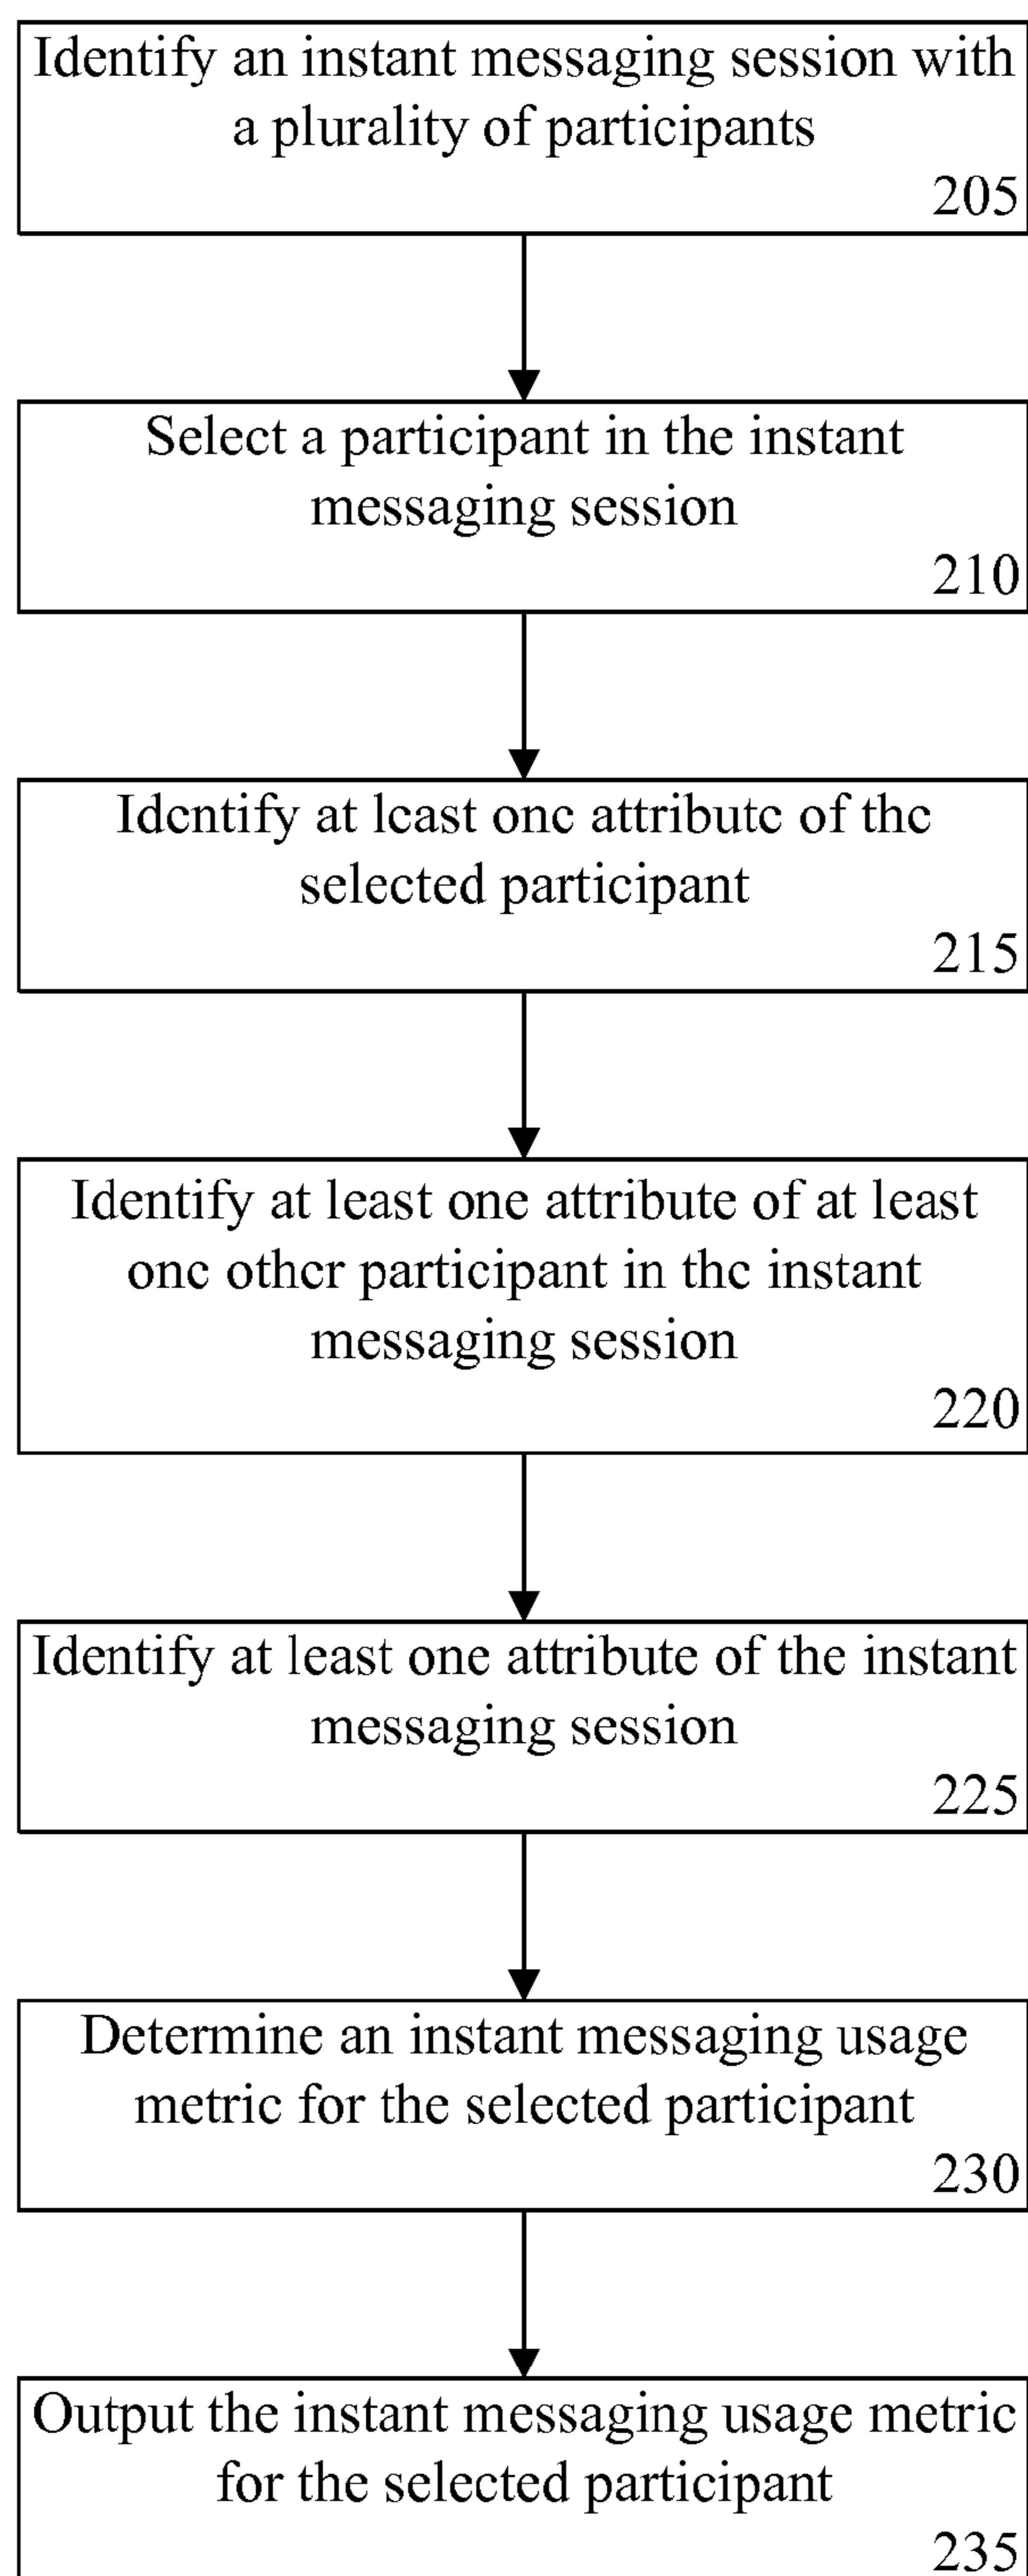 Identify an instant messaging session with
a plurality of participants
205
Select a participant in the instant
messaging session
210
Identify at least one attribute of the
selected participant
215
Identify at least one attribute of at least
one other participant in the instant
messaging session
220
Identify at least one attribute of the instant
messaging session
225
Determine an instant messaging usage
metric for the selected participant
230
Output the instant messaging usage metric
for the selected participant
235